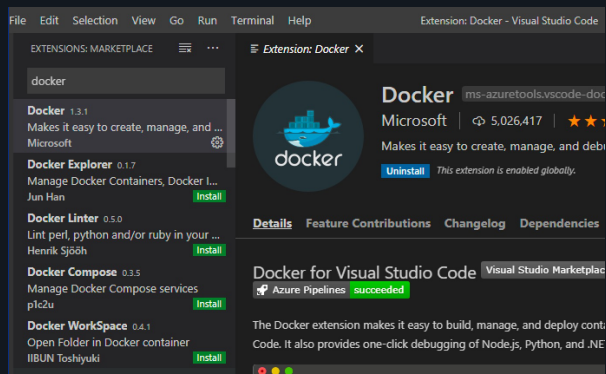 File Edit Selection View Go Run Terminal Help Extension: Docker - Visual Studio Code
EXTENSIONS: MARKETPLACE
docker
Docker 1.3.1
Makes it easy to create, manage, and ...
Microsoft
Docker Explorer 0.1.7
Manage Docker Containers, Docker I...
Jun Han Install
Docker Linter 0.5.0
Lint perl, python and/or ruby in your ...
Henrik Sjööh Install
Docker Compose 0.3.5
Manage Docker Compose services
p1c2u Install
Docker WorkSpace 0.4.1
Open Folder in Docker container
IIBUN Toshiyuki Install
Extension: Docker
docker
Docker ms-azuretools.vscode-doc
Microsoft 5,026,417
Makes it easy to create, manage, and debu
Uninstall This extension is enabled globally.
Details Feature Contributions Changelog Dependencies
Docker for Visual Studio Code Visual Studio Marketplac
Azure Pipelines succeeded
The Docker extension makes it easy to build, manage, and deploy conta
Code. It also provides one-click debugging of Node.js, Python, and .NE